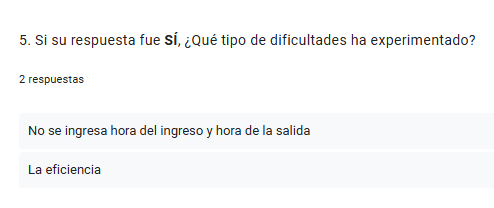 5. Si su respuesta fue SÍ, ¿Qué tipo de dificultades ha experimentado?
2 respuestas
No se ingresa hora del ingreso y hora de la salida
La eficiencia